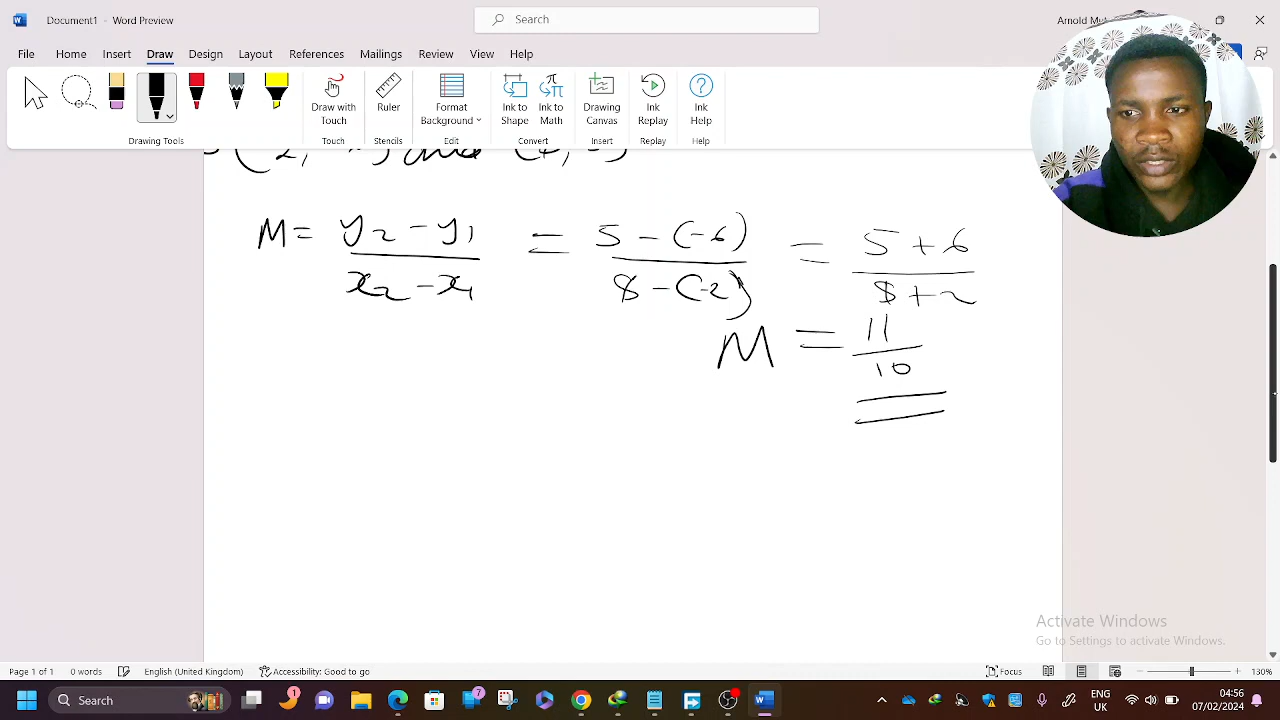 Document1 - Word Preview
Search
Arnold Mu
File Home Insert Draw Design Layout References Mailings Review View Help
Draw with Touch
Ruler
Format Background
Ink to Shape
Ink to Math
Drawing Canvas
Ink Replay
Ink Help
Drawing Tools Touch Stencils Edit Convert Insert Replay Help
M = y2 - y1 / x2 - x1 = 5 - (-6) / 8 - (-2) = 5 + 6 / 8 + 2
M = 11 / 10
Activate Windows
Go to Settings to activate Windows.
Page 1 of 1 0 words English (United Kingdom) Accessibility: Good to go Focus 130%
Search ENG UK 04:56 07/02/2024